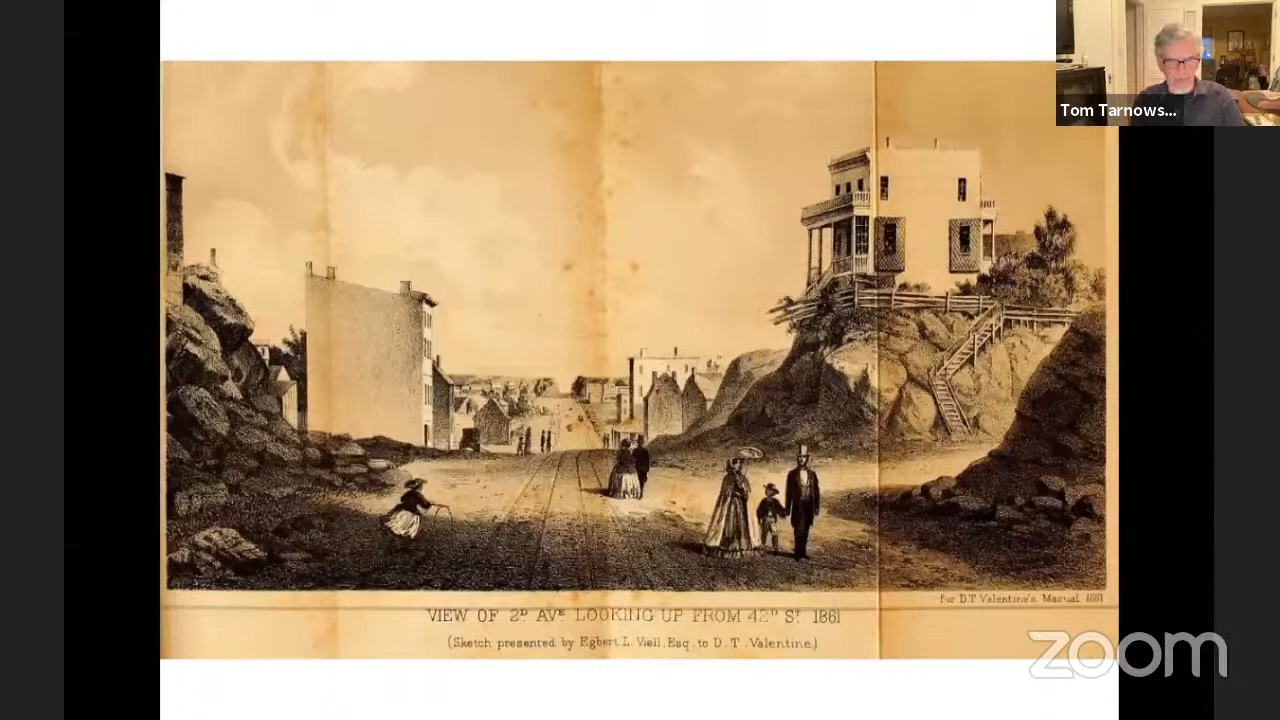 Tom Tarnows...
for D.T. Valentine's Manual 1861
VIEW OF 2D AVE LOOKING UP FROM 42D ST 1861
(Sketch presented by Egbert L. Viell, Esq. to D. T. Valentine.)
zoom